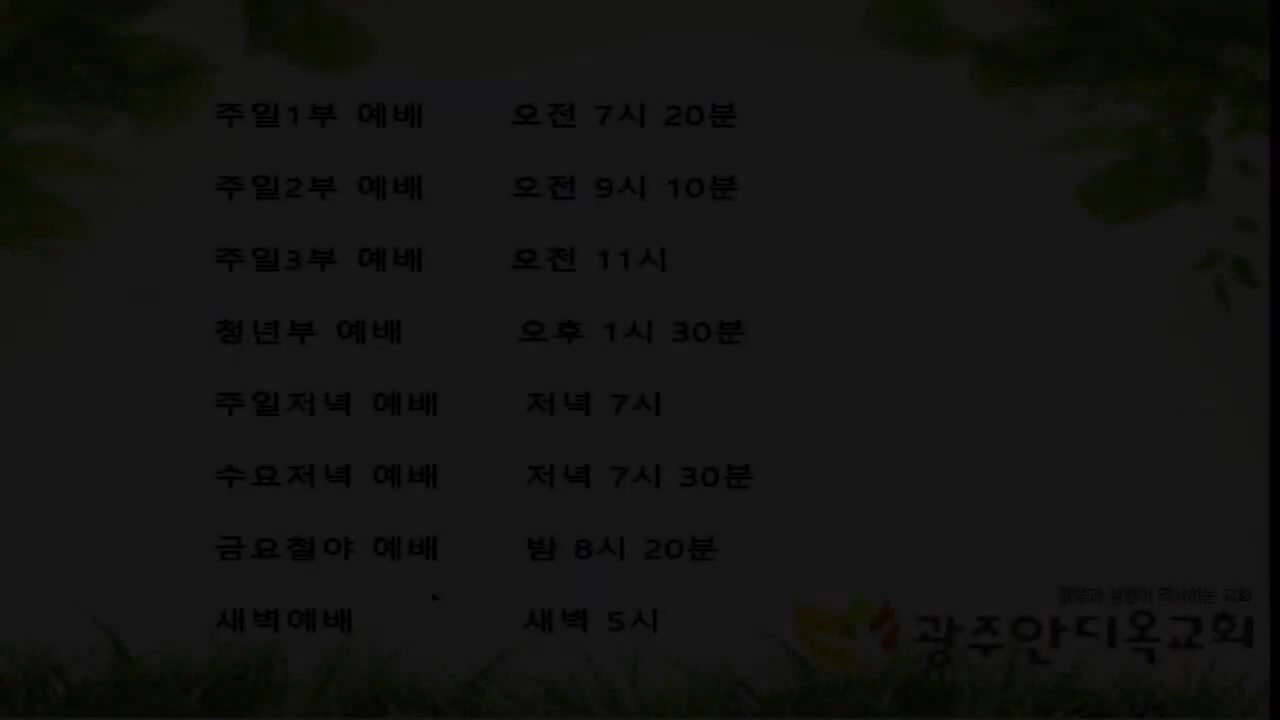 주일1부 예배 오전 7시 20분
주일2부 예배 오전 9시 10분
주일3부 예배 오전 11시
청년부 예배 오후 1시 30분
주일저녁 예배 저녁 7시
수요저녁 예배 저녁 7시 30분
금요철야 예배 밤 8시 20분
새벽예배 새벽 5시
교회
광주안디옥교회